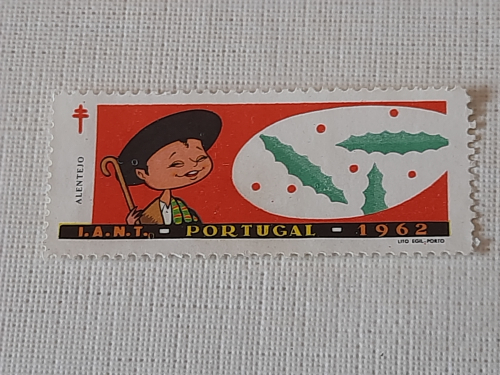 ALENTEJO
I.A.N.T. - PORTUGAL - 1962
LITO EGIL-PORTO